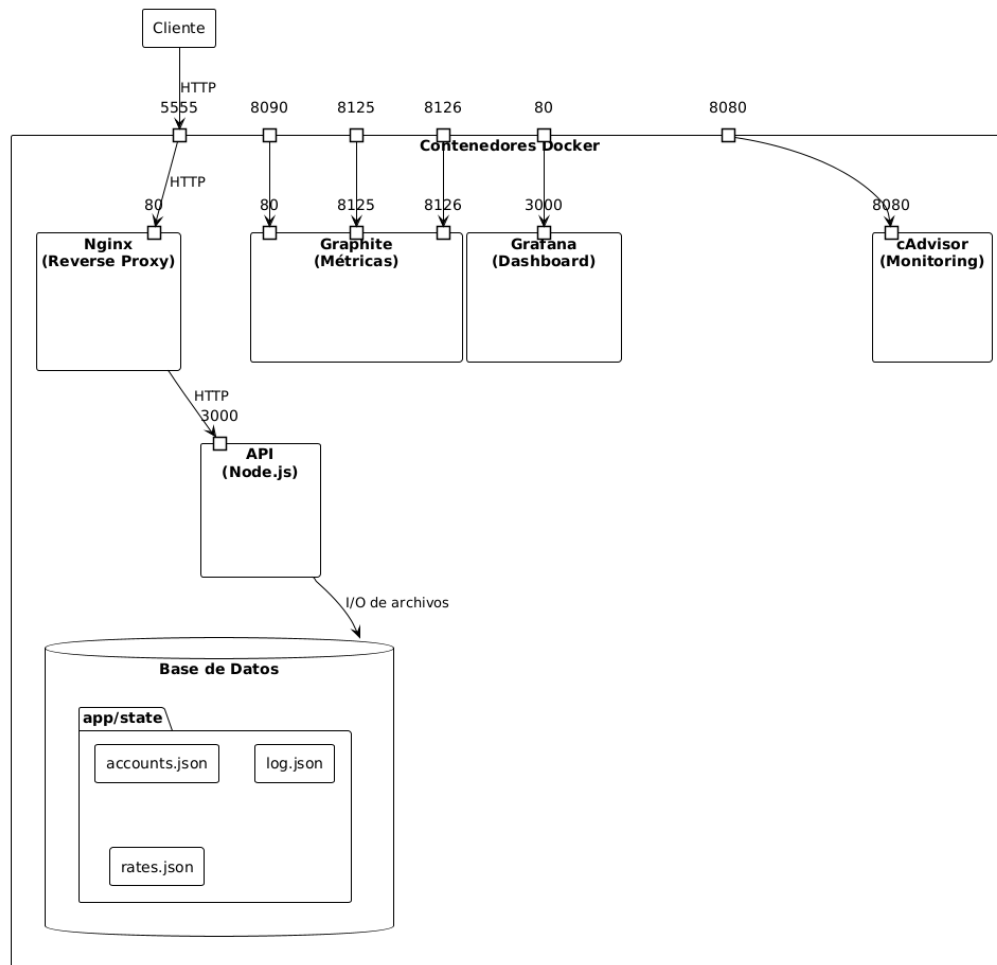 Cliente
HTTP
5555 8090 8125 8126 80 8080
Contenedores Docker
HTTP
80 80 8125 8126 3000 8080
Nginx
(Reverse Proxy)
Graphite
(Métricas)
Grafana
(Dashboard)
cAdvisor
(Monitoring)
HTTP
3000
API
(Node.js)
I/O de archivos
Base de Datos
app/state
accounts.json
log.json
rates.json